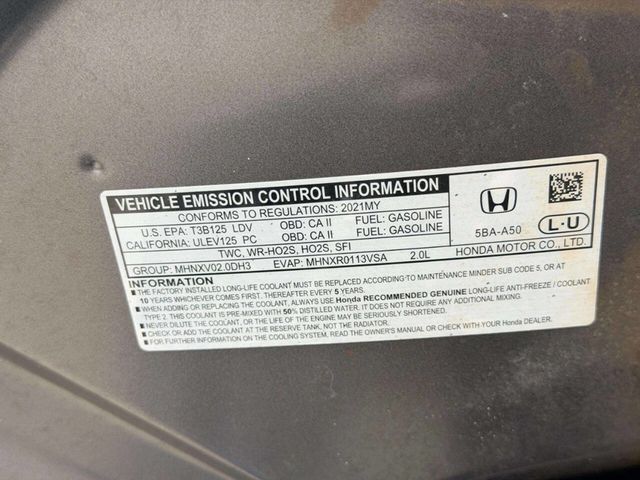 VEHICLE EMISSION CONTROL INFORMATION
CONFORMS TO REGULATIONS: 2021MY
U.S. EPA: T3B125 LDV OBD: CA II FUEL: GASOLINE
CALIFORNIA: ULEV125 PC OBD: CA II FUEL: GASOLINE
TWC, WR-HO2S, HO2S, SFI
GROUP: MHNXV02.0DH3 EVAP: MHNXR0113VSA 2.0L
5BA-A50 L-U
HONDA MOTOR CO., LTD.
INFORMATION
■ THE FACTORY INSTALLED LONG-LIFE COOLANT MUST BE REPLACED ACCORDING TO MAINTENANCE MINDER SUB CODE 5, OR AT
10 YEARS WHICHEVER COMES FIRST. THEREAFTER EVERY 5 YEARS.
■ WHEN ADDING OR REPLACING THE COOLANT, ALWAYS USE Honda RECOMMENDED GENUINE LONG-LIFE ANTI-FREEZE / COOLANT
TYPE 2. THIS COOLANT IS PRE-MIXED WITH 50% DISTILLED WATER. IT DOES NOT REQUIRE ANY ADDITIONAL MIXING.
■ NEVER DILUTE THE COOLANT, OR THE LIFE OF THE ENGINE MAY BE SERIOUSLY SHORTENED.
■ CHECK OR ADD THE COOLANT AT THE RESERVE TANK, NOT THE RADIATOR.
■ FOR FURTHER INFORMATION ON THE COOLING SYSTEM, READ THE OWNER'S MANUAL OR CHECK WITH YOUR Honda DEALER.